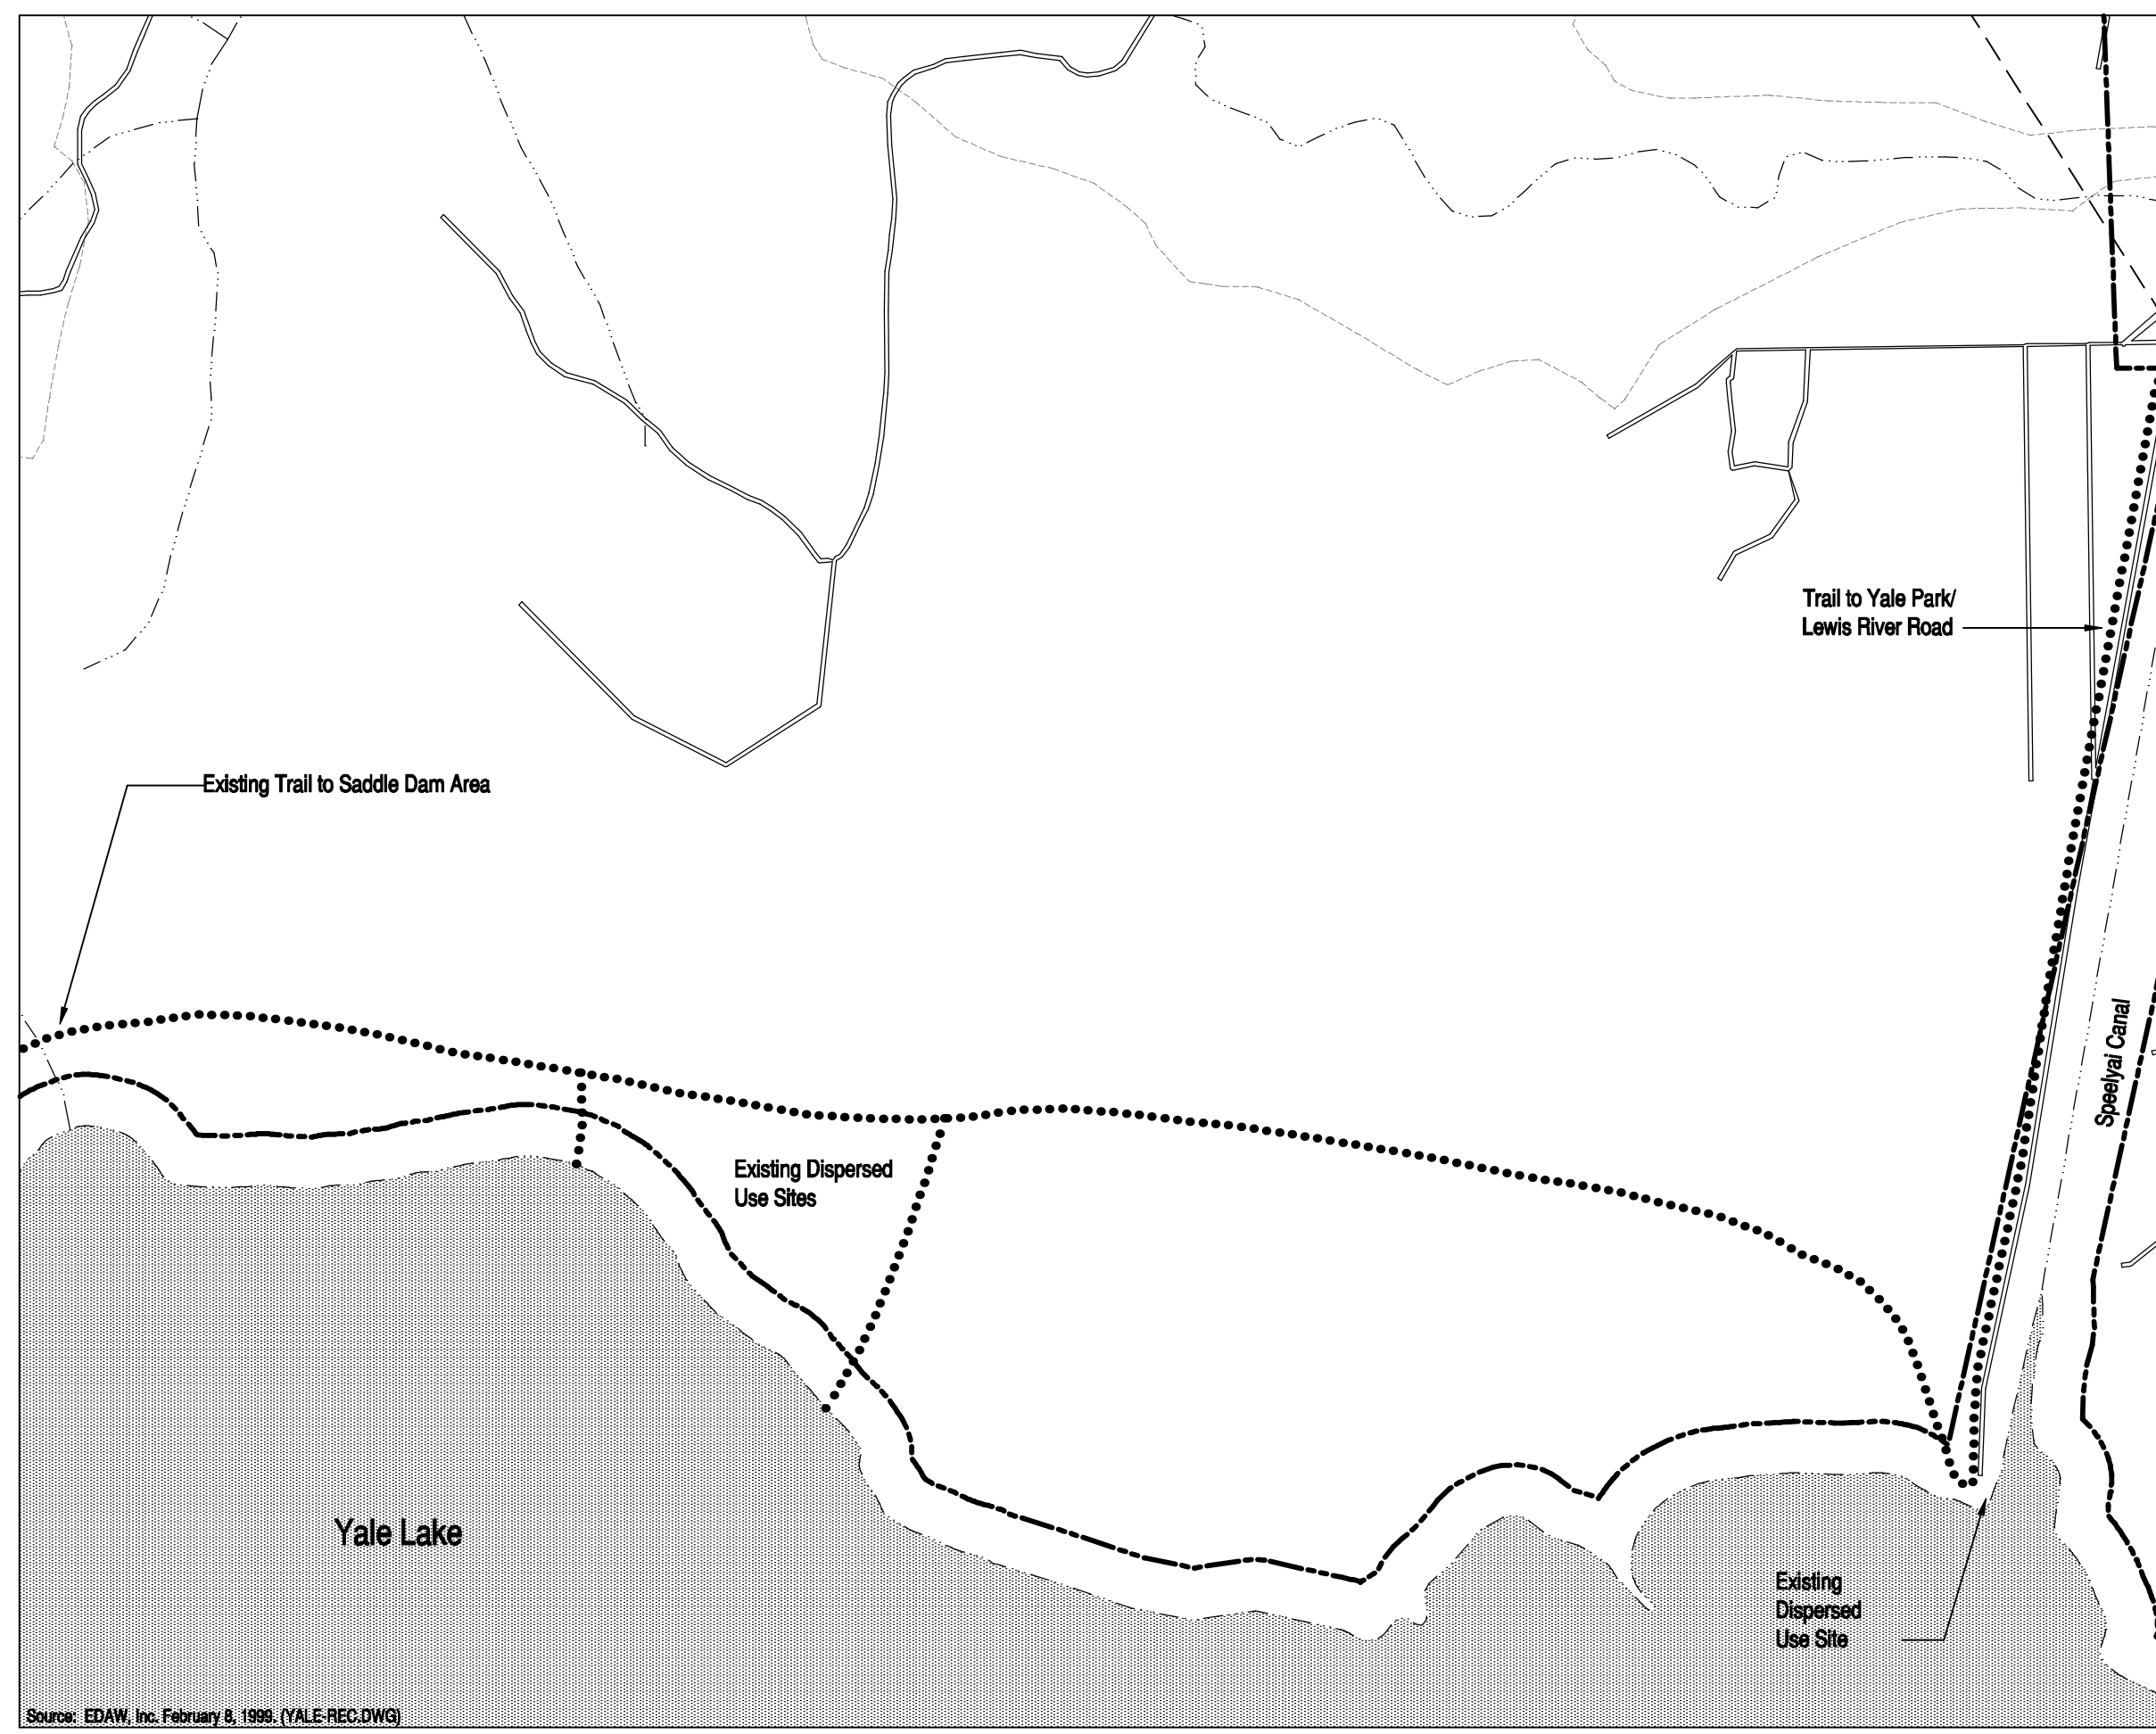 Trail to Yale Park/
Lewis River Road
Existing Trail to Saddle Dam Area
Speelyai Canal
Existing Dispersed
Use Sites
Yale Lake
Existing
Dispersed
Use Site
Source: EDAW, Inc. February 8, 1999. (YALE-REC.DWG)